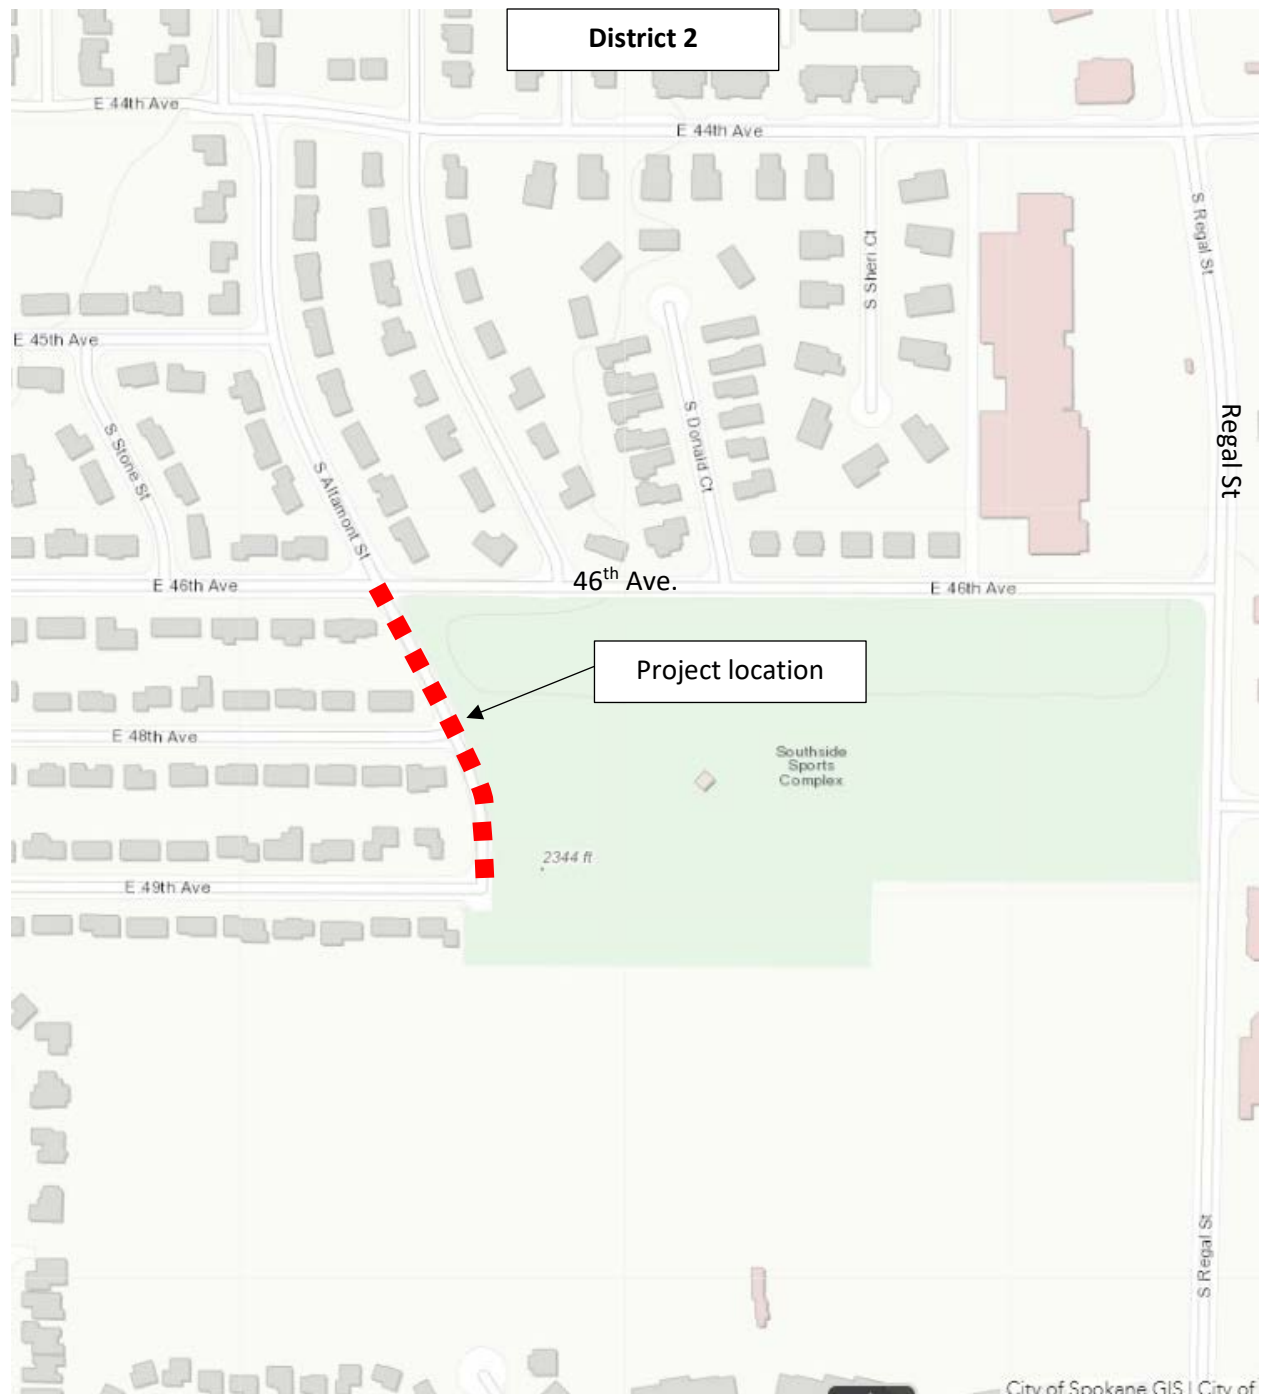 District 2
E 44th Ave
E 44th Ave
S Regal St
S Sheri Ct
E 45th Ave
S Stone St
S Altamont St
S Donald Ct
Regal St
E 46th Ave
46th Ave.
E 46th Ave
Project location
E 48th Ave
Southside
Sports
Complex
2344 ft
E 49th Ave
S Regal St
City of Spokane GIS | City of